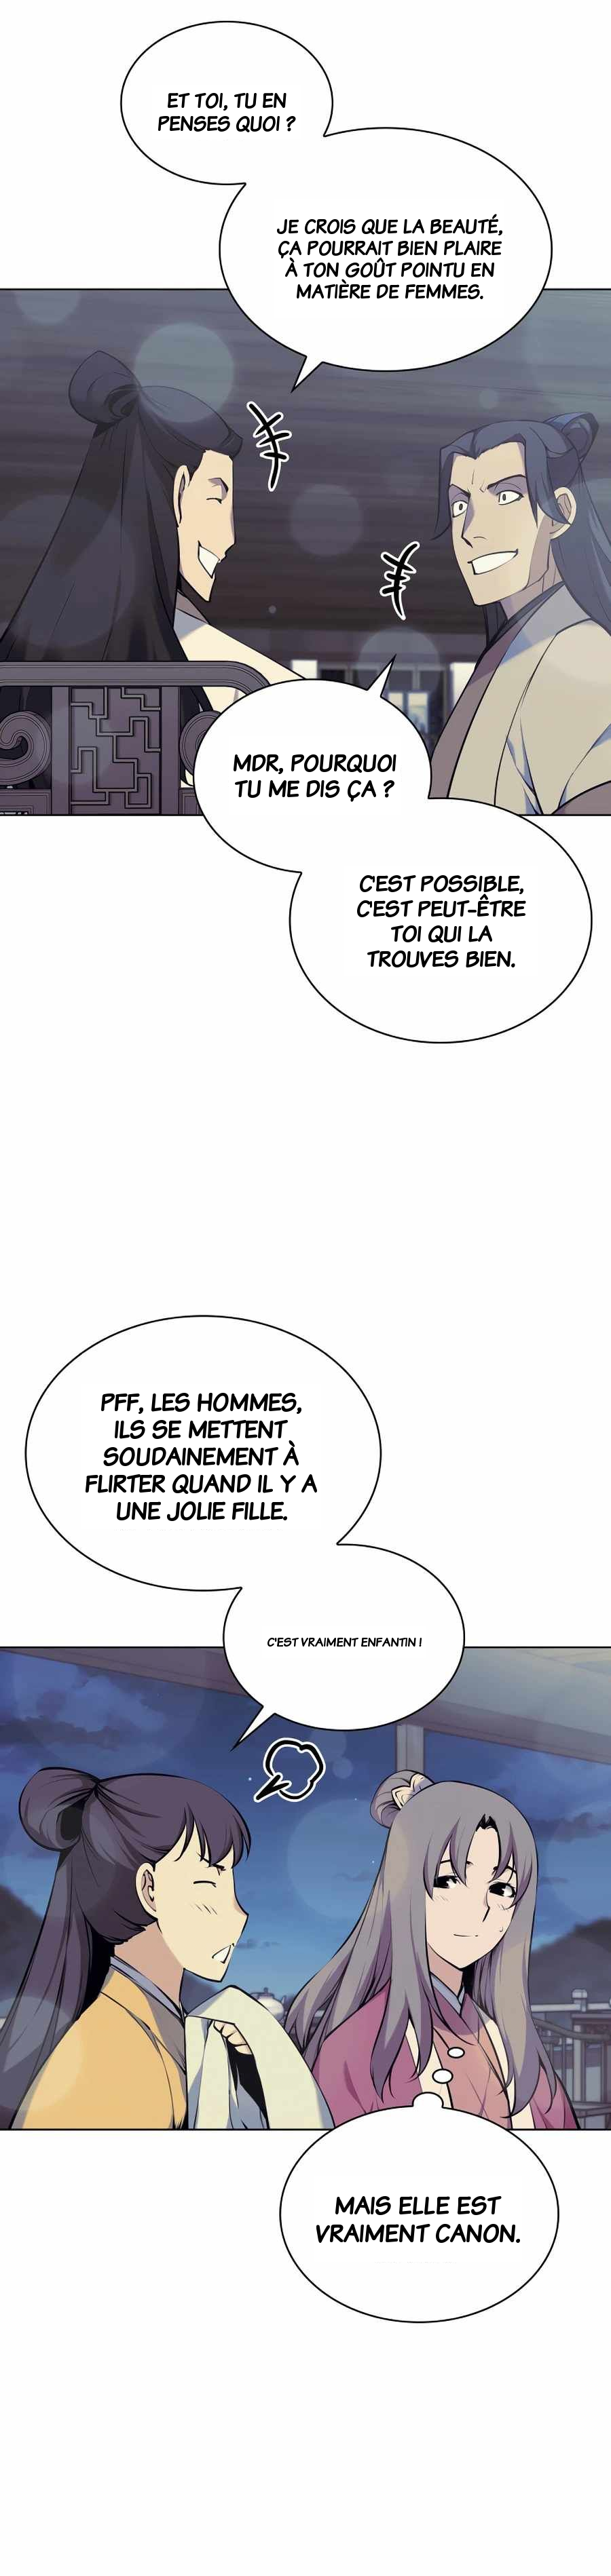 ET TOI, TU EN
PENSES QUOI ?
JE CROIS QUE LA BEAUTÉ,
ÇA POURRAIT BIEN PLAIRE
À TON GOÛT POINTU EN
MATIÈRE DE FEMMES.
MDR, POURQUOI
TU ME DIS ÇA ?
C'EST POSSIBLE,
C'EST PEUT-ÊTRE
TOI QUI LA
TROUVES BIEN.
PFF, LES HOMMES,
ILS SE METTENT
SOUDAINEMENT À
FLIRTER QUAND IL Y A
UNE JOLIE FILLE.
C'EST VRAIMENT ENFANTIN !
MAIS ELLE EST
VRAIMENT CANON.